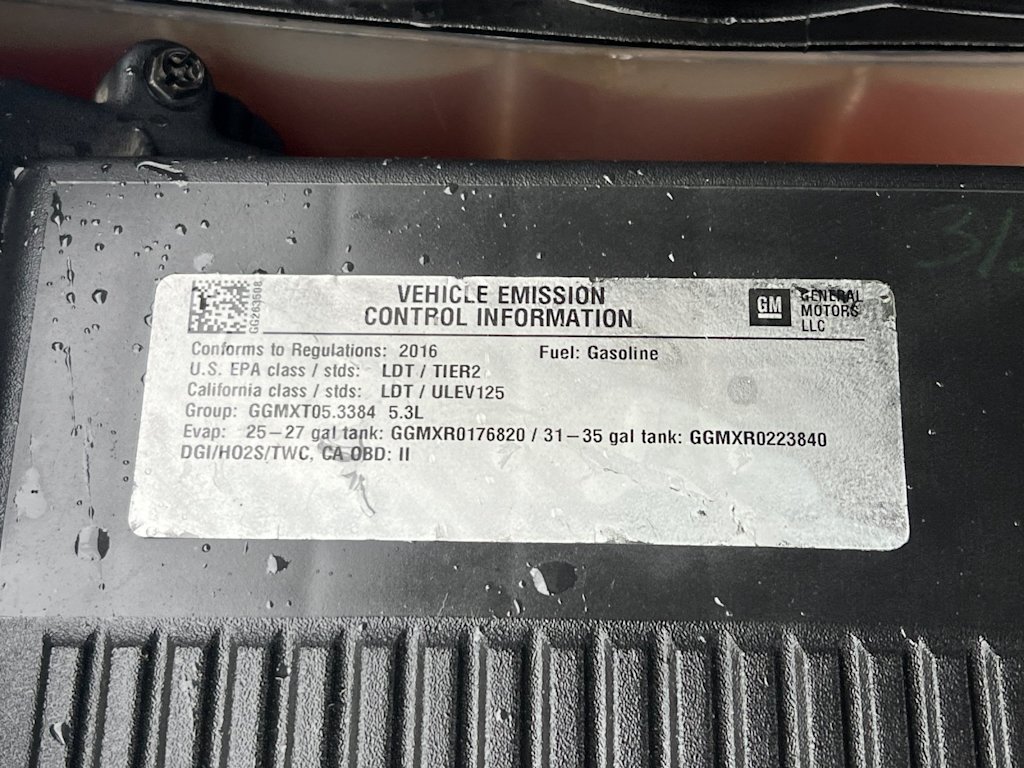 VEHICLE EMISSION
CONTROL INFORMATION
GG263508
GM
GENERAL
MOTORS
LLC
Conforms to Regulations: 2016 Fuel: Gasoline
U.S. EPA class / stds: LDT / TIER2
California class / stds: LDT / ULEV125
Group: GGMXT05.3384 5.3L
Evap: 25-27 gal tank: GGMXR0176820 / 31-35 gal tank: GGMXR0223840
DGI/HO2S/TWC, CA OBD: II